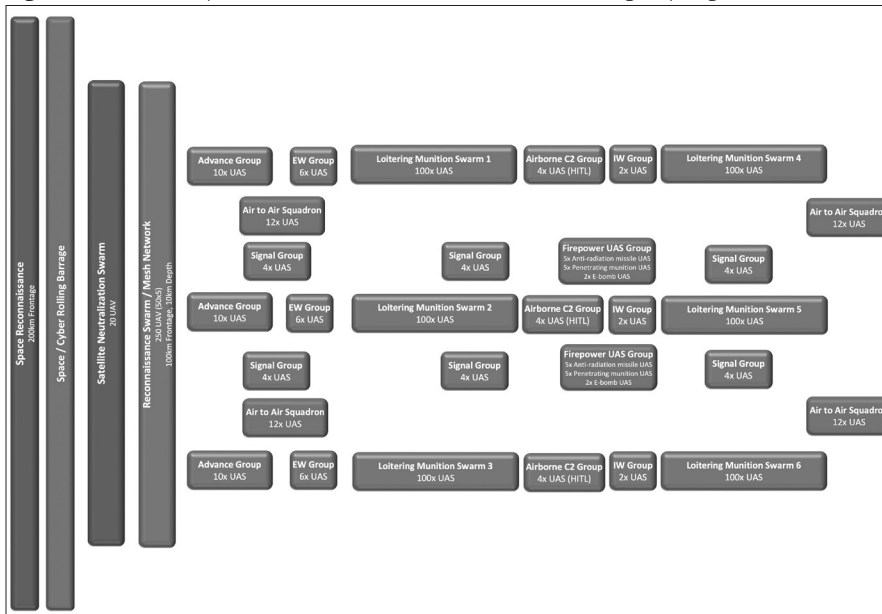 Space Reconnaissance
200km Frontage
Space / Cyber Rolling Barrage
Satellite Neutralization Swarm
20 UAV
Reconnaissance Swarm / Mesh Network
250 UAV (50x5)
100km Frontage, 10km Depth
Advance Group
10x UAS
EW Group
6x UAS
Loitering Munition Swarm 1
100x UAS
Airborne C2 Group
4x UAS (HITL)
IW Group
2x UAS
Loitering Munition Swarm 4
100x UAS
Air to Air Squadron
12x UAS
Air to Air Squadron
12x UAS
Signal Group
4x UAS
Signal Group
4x UAS
Firepower UAS Group
5x Anti-radiation missile UAS
5x Penetrating munition UAS
2x E-bomb UAS
Signal Group
4x UAS
Advance Group
10x UAS
EW Group
6x UAS
Loitering Munition Swarm 2
100x UAS
Airborne C2 Group
4x UAS (HITL)
IW Group
2x UAS
Loitering Munition Swarm 5
100x UAS
Signal Group
4x UAS
Signal Group
4x UAS
Firepower UAS Group
5x Anti-radiation missile UAS
5x Penetrating munition UAS
2x E-bomb UAS
Signal Group
4x UAS
Air to Air Squadron
12x UAS
Air to Air Squadron
12x UAS
Advance Group
10x UAS
EW Group
6x UAS
Loitering Munition Swarm 3
100x UAS
Airborne C2 Group
4x UAS (HITL)
IW Group
2x UAS
Loitering Munition Swarm 6
100x UAS